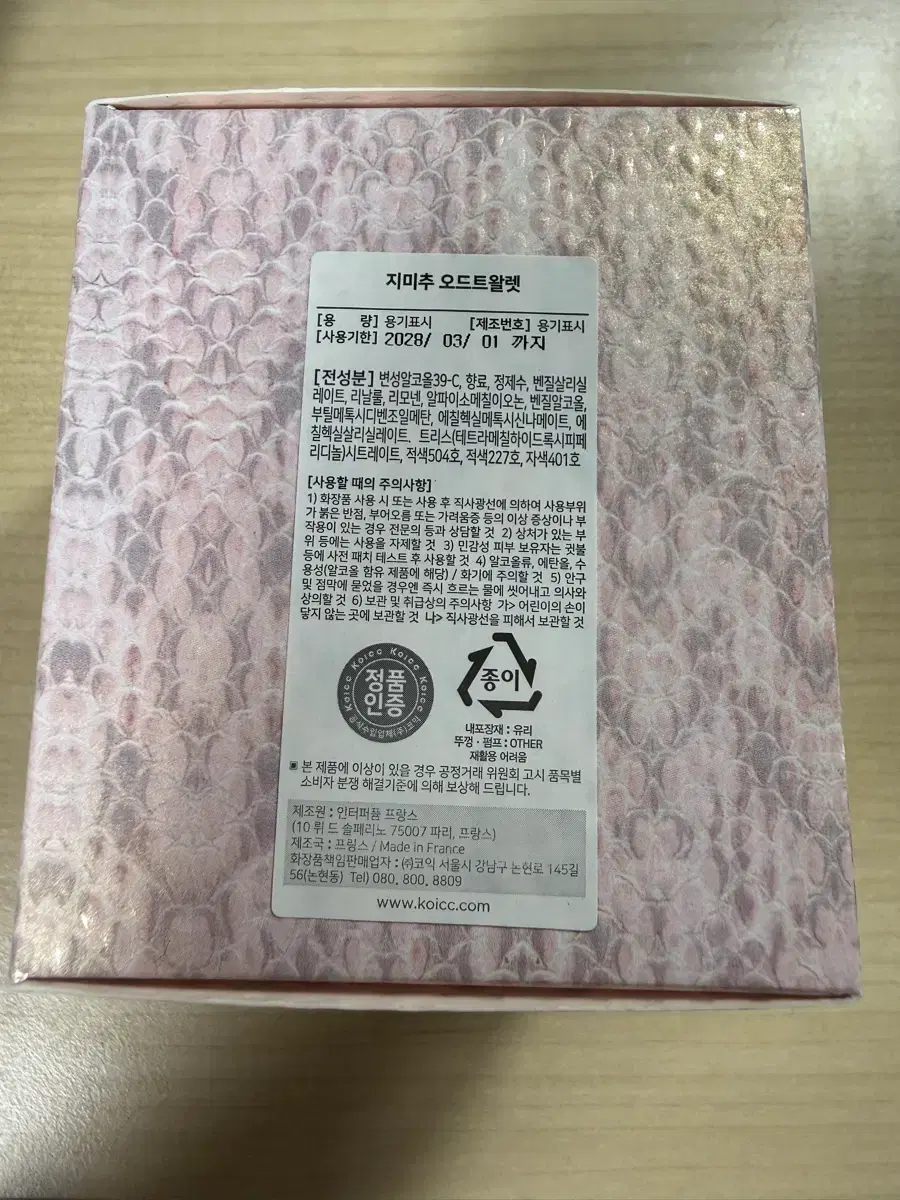 지미추 오드트왈렛
[용 량] 용기표시 [제조번호] 용기표시
[사용기한] 2028/ 03/ 01 까지
[전성분] 변성알코올39-C, 향료, 정제수, 벤질살리실
레이트, 리날룰, 리모넨, 알파이소메칠이오논, 벤질알코올,
부틸메톡시디벤조일메탄, 에칠헥실메톡시신나메이트, 에
칠헥실살리실레이트, 트리스(테트라메칠하이드록시피페
리디놀)시트레이트, 적색504호, 적색227호, 자색401호
[사용할 때의 주의사항]
1) 화장품 사용 시 또는 사용 후 직사광선에 의하여 사용부위
가 붉은 반점, 부어오름 또는 가려움증 등의 이상 증상이나 부
작용이 있는 경우 전문의 등과 상담할 것 2) 상처가 있는 부
위 등에는 사용을 자제할 것 3) 민감성 피부 보유자는 귓불
등에 사전 패치 테스트 후 사용할 것 4) 알코올류, 에탄올, 수
용성(알코올 함유 제품에 해당) / 화기에 주의할 것 5) 안구
및 점막에 묻었을 경우엔 즉시 흐르는 물에 씻어내고 의사와
상의할 것 6) 보관 및 취급상의 주의사항 가> 어린이의 손이
닿지 않는 곳에 보관할 것 나> 직사광선을 피해서 보관할 것
Koicc Koicc Koicc Koicc
정품
인증
공식수입업체(주)코익
종이
내포장재 : 유리
뚜껑 · 펌프 : OTHER
재활용 어려움
▣ 본 제품에 이상이 있을 경우 공정거래 위원회 고시 품목별
소비자 분쟁 해결기준에 의해 보상해 드립니다.
제조원 : 인터퍼퓸 프랑스
(10 뤼 드 솔페리노 75007 파리, 프랑스)
제조국 : 프랑스 / Made in France
화장품책임판매업자 : ㈜코익 서울시 강남구 논현로 145길
56(논현동) Tel) 080. 800. 8809
www.koicc.com